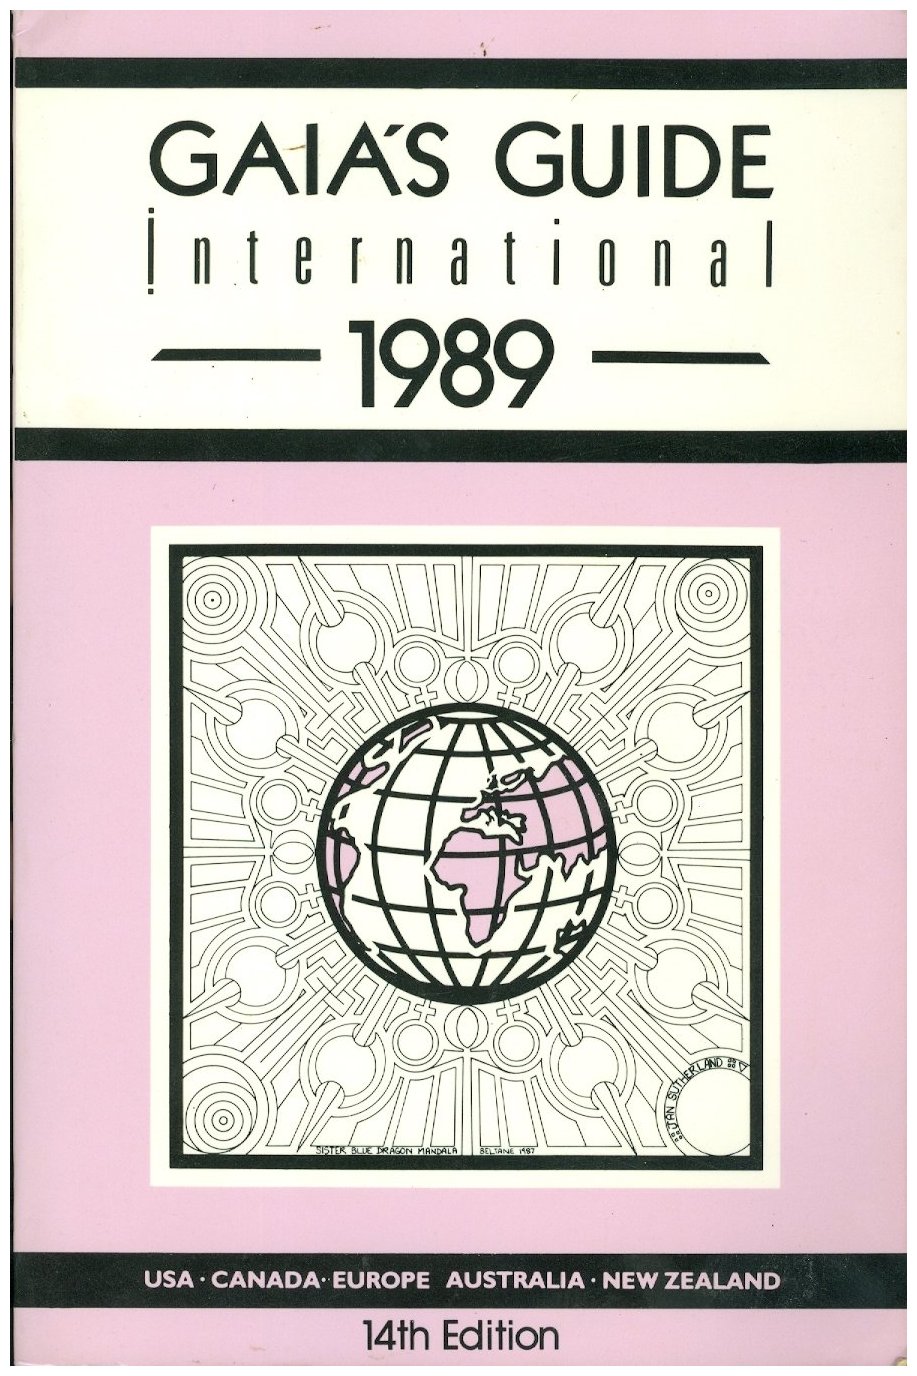 GAIA'S GUIDE
international
1989
SISTER BLUE DRAGON MANDALA BELTANE 1987
JAN SUTHERLAND
USA · CANADA · EUROPE AUSTRALIA · NEW ZEALAND
14th Edition